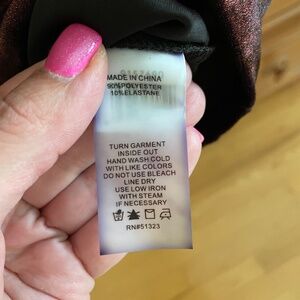 MADE IN CHINA
90%POLYESTER
10%ELASTANE
TURN GARMENT
INSIDE OUT
HAND WASH COLD
WITH LIKE COLORS
DO NOT USE BLEACH
LINE DRY
USE LOW IRON
WITH STEAM
IF NECESSARY
RN#51323